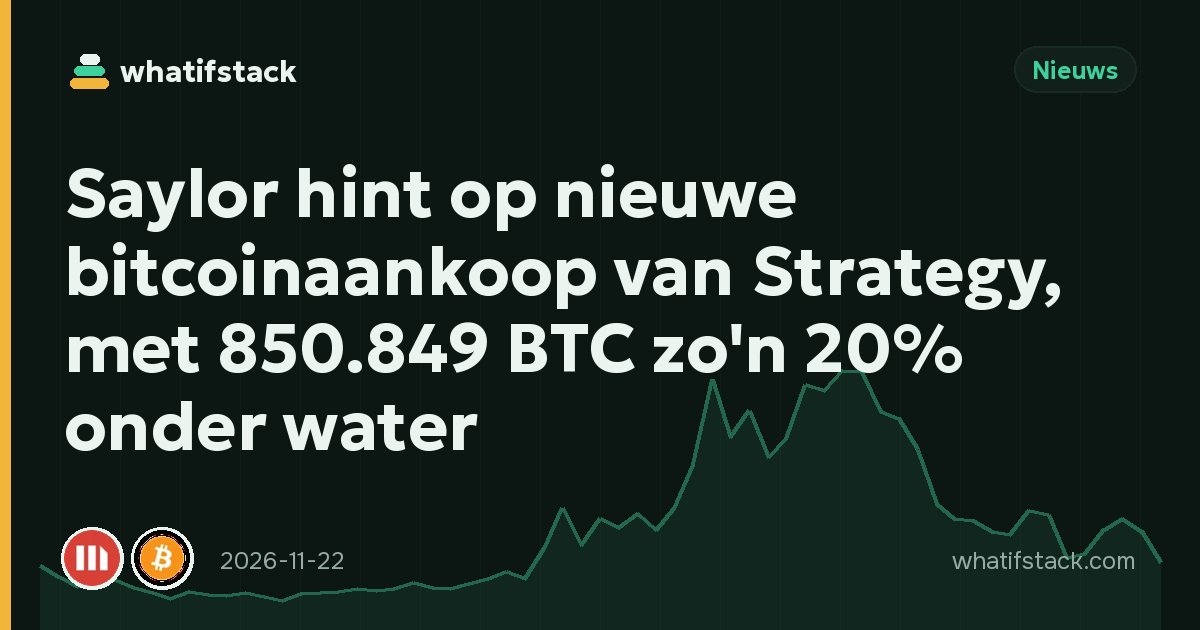 whatifstack
Nieuws
Saylor hint op nieuwe
bitcoinaankoop van Strategy,
met 850.849 BTC zo'n 20%
onder water
2026-11-22
whatifstack.com